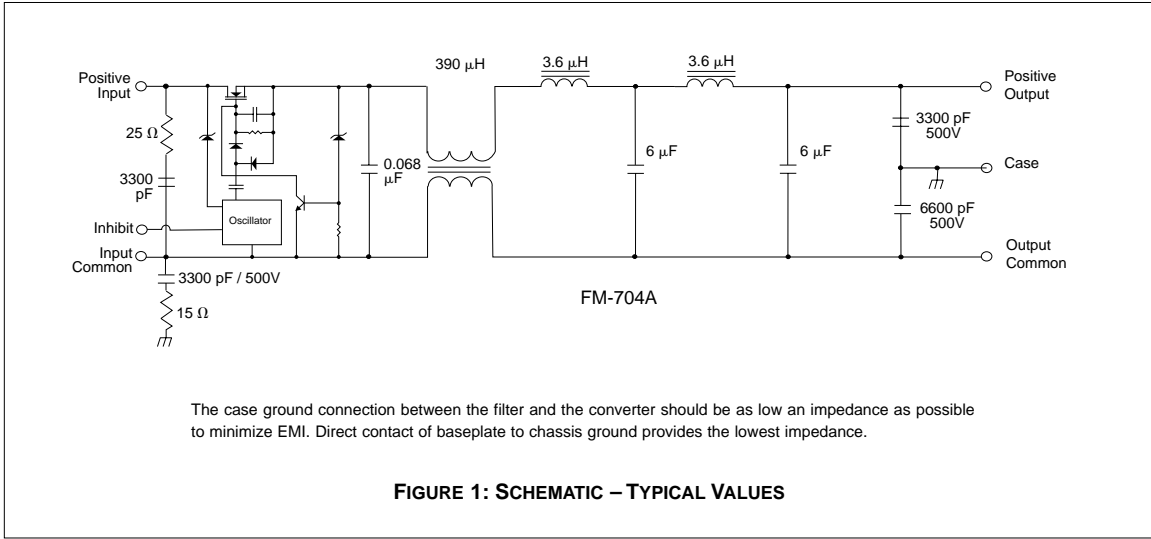 390 μH
3.6 μH
3.6 μH
Positive
Input
Positive
Output
25 Ω
3300 pF
500V
3300
pF
0.068
μF
6 μF
6 μF
Case
Inhibit
Oscillator
6600 pF
500V
Input
Common
Output
Common
3300 pF / 500V
15 Ω
FM-704A
The case ground connection between the filter and the converter should be as low an impedance as possible
to minimize EMI. Direct contact of baseplate to chassis ground provides the lowest impedance.
FIGURE 1: SCHEMATIC – TYPICAL VALUES